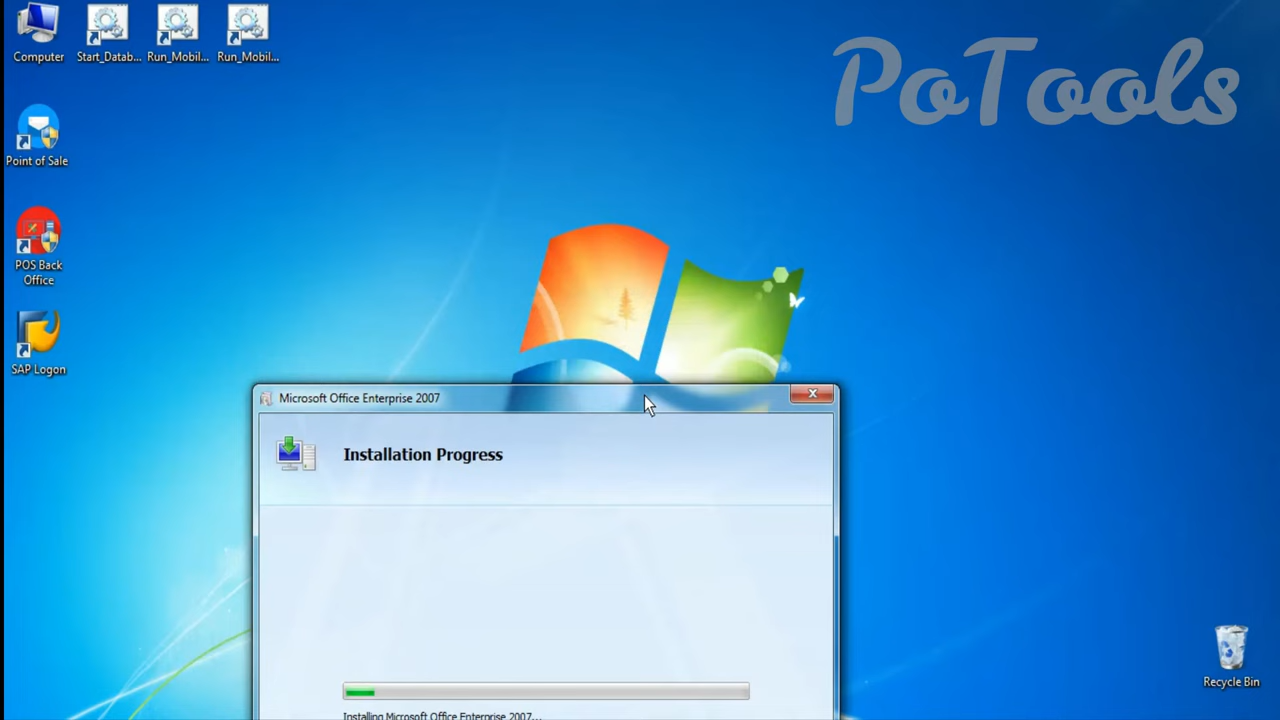 Computer
Start_Datab...
Run_Mobil...
Run_Mobil...
PoTools
Point of Sale
POS Back
Office
SAP Logon
Microsoft Office Enterprise 2007
Installation Progress
Recycle Bin
Installing Microsoft Office Enterprise 2007...